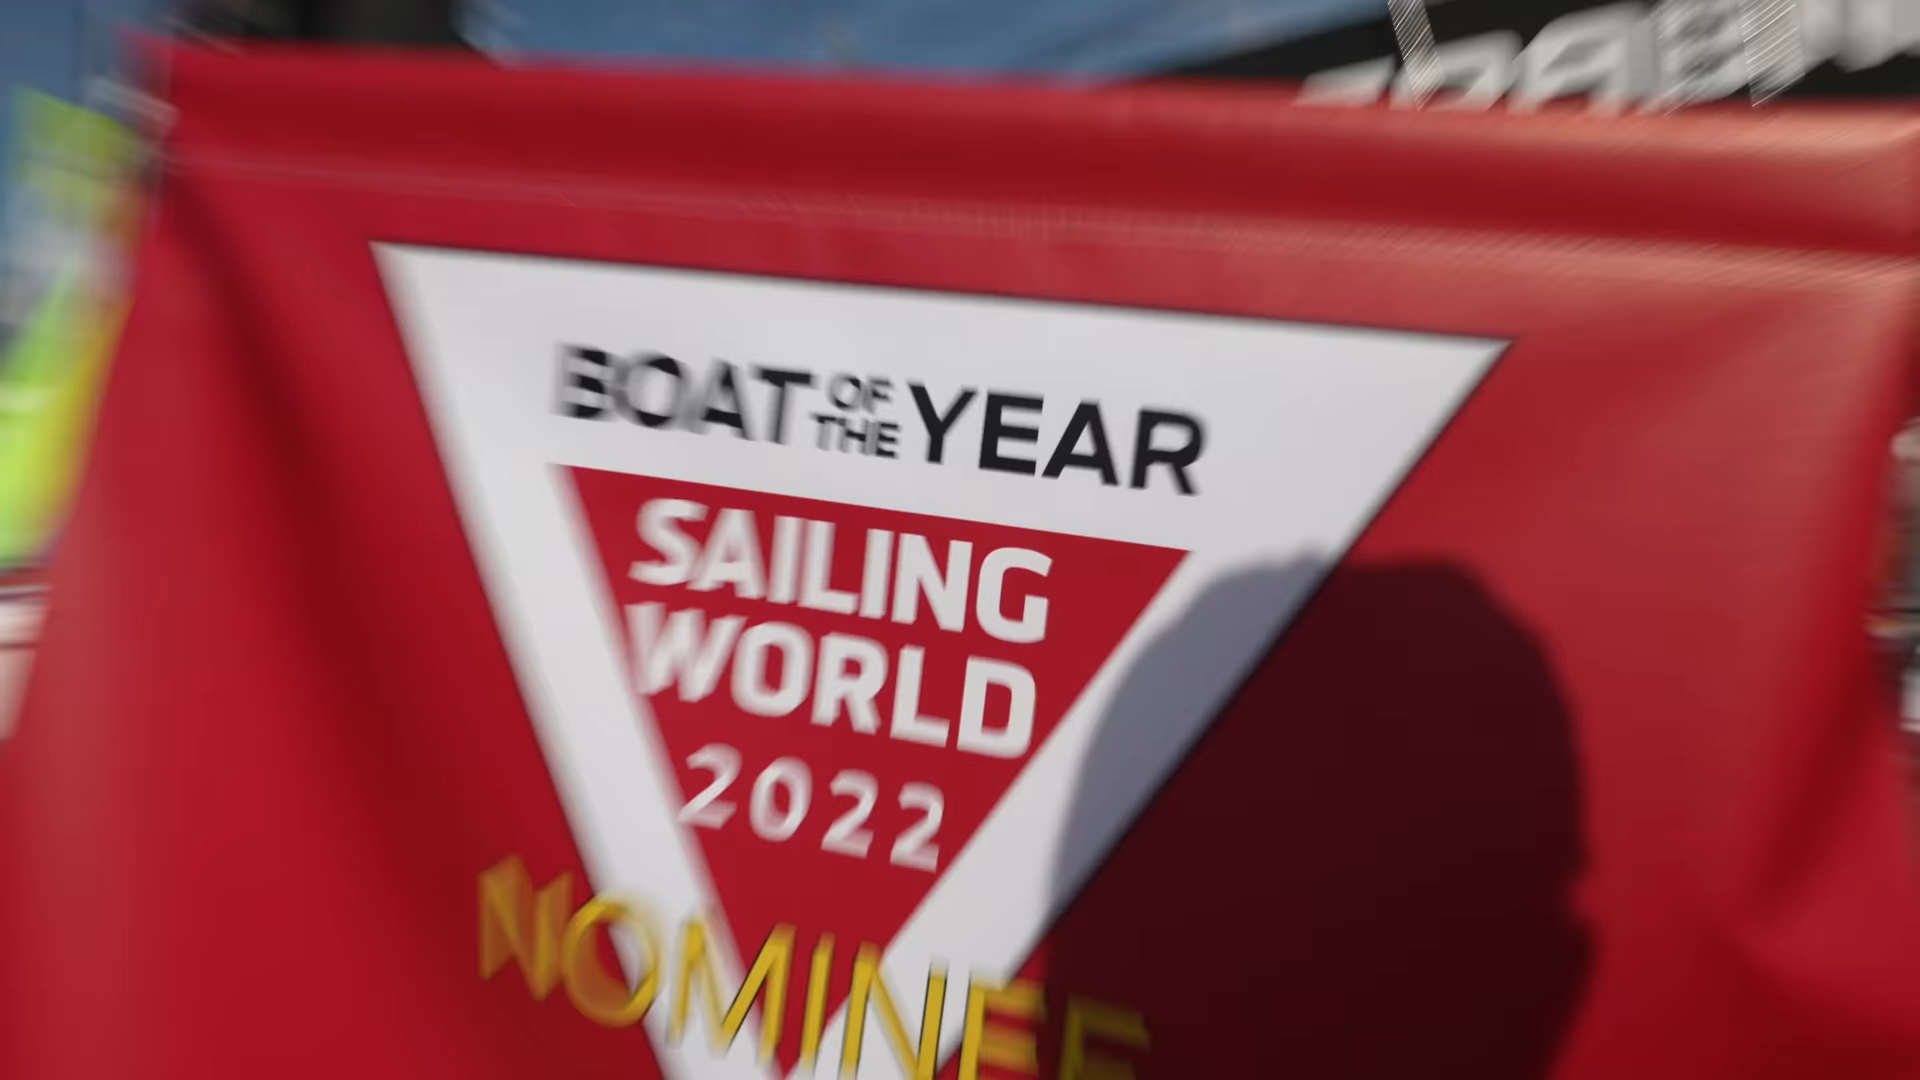 BOAT OF THE YEAR
SAILING
WORLD
2022
NOMINEE